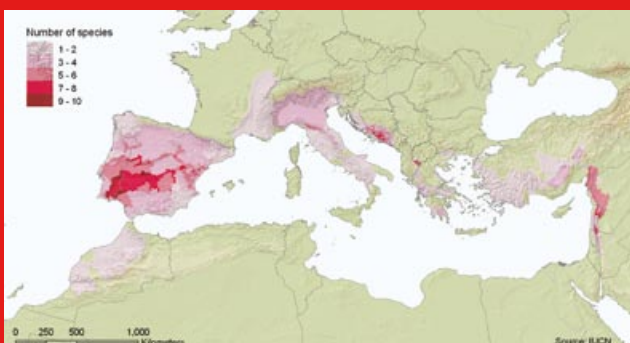 Number of species
1 - 2
3 - 4
5 - 6
7 - 8
9 - 10
0 250 500 1,000
Kilometers
Source: IUCN